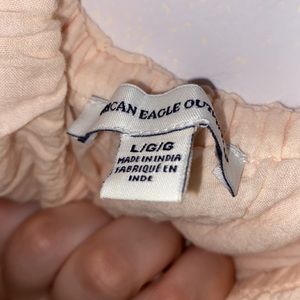 RICAN EAGLE OUT
L/G/G
MADE IN INDIA
FABRIQUÉ EN
INDE